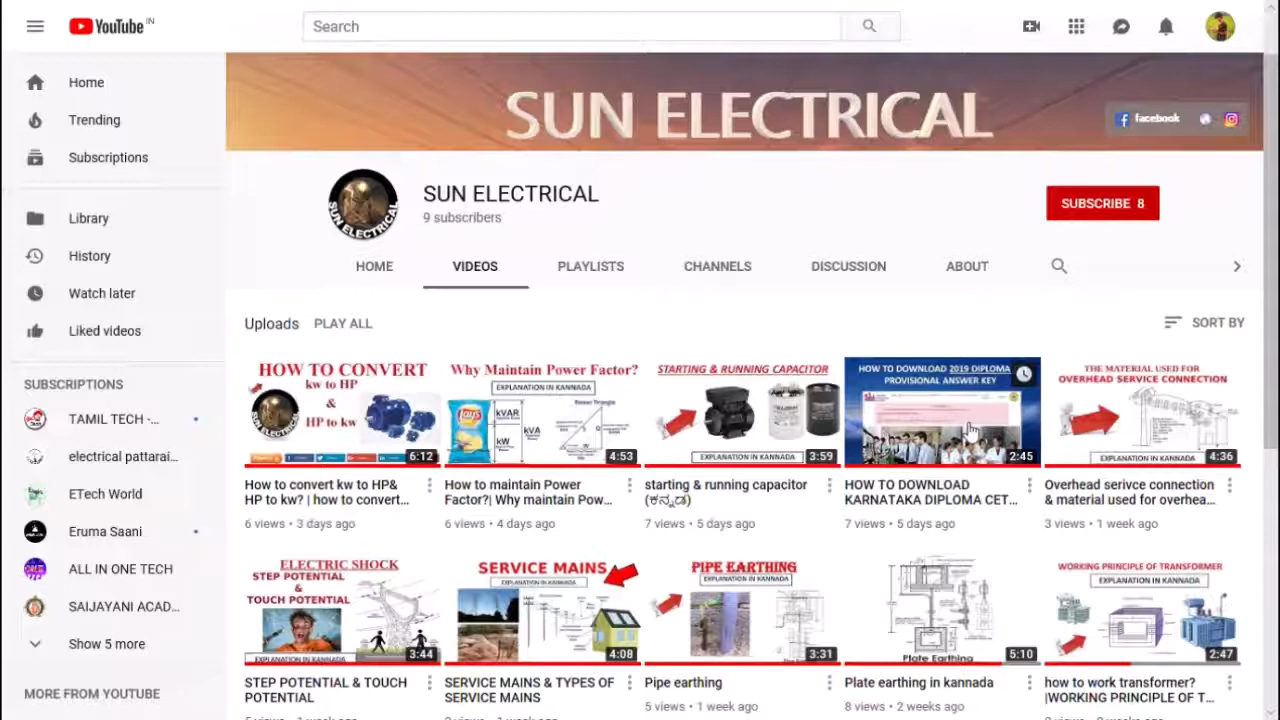 YouTube IN
Search
Home
Trending
Subscriptions
Library
History
Watch later
Liked videos
SUBSCRIPTIONS
TAMIL TECH -...
electrical pattarai...
ETech World
Eruma Saani
ALL IN ONE TECH
SAIJAYANI ACAD...
Show 5 more
MORE FROM YOUTUBE
SUN ELECTRICAL
facebook
SUN ELECTRICAL
SUN ELECTRICAL
9 subscribers
SUBSCRIBE 8
HOME VIDEOS PLAYLISTS CHANNELS DISCUSSION ABOUT
Uploads PLAY ALL
SORT BY
HOW TO CONVERT
kw to HP
&
HP to kw
6:12
How to convert kw to HP&
HP to kw? | how to convert...
6 views • 3 days ago
Why Maintain Power Factor?
EXPLANATION IN KANNADA
Lay's
kVAR
kW
kVA
Power Triangle
4:53
How to maintain Power
Factor?| Why maintain Pow...
6 views • 4 days ago
STARTING & RUNNING CAPACITOR
EXPLANATION IN KANNADA
3:59
starting & running capacitor
(ಕನ್ನಡ)
7 views • 5 days ago
HOW TO DOWNLOAD 2019 DIPLOMA
PROVISIONAL ANSWER KEY
2:45
HOW TO DOWNLOAD
KARNATAKA DIPLOMA CET...
7 views • 5 days ago
THE MATERIAL USED FOR
OVERHEAD SERVICE CONNECTION
EXPLANATION IN KANNADA
4:36
Overhead serivce connection
& material used for overhea...
3 views • 1 week ago
ELECTRIC SHOCK
STEP POTENTIAL
&
TOUCH POTENTIAL
EXPLANATION IN KANNADA
3:44
STEP POTENTIAL & TOUCH
POTENTIAL
SERVICE MAINS
EXPLANATION IN KANNADA
4:08
SERVICE MAINS & TYPES OF
SERVICE MAINS
PIPE EARTHING
EXPLANATION IN KANNADA
3:31
Pipe earthing
5 views • 1 week ago
Plate Earthing
5:10
Plate earthing in kannada
8 views • 2 weeks ago
WORKING PRINCIPLE OF TRANSFORMER
EXPLANATION IN KANNADA
2:47
how to work transformer?
|WORKING PRINCIPLE OF T...